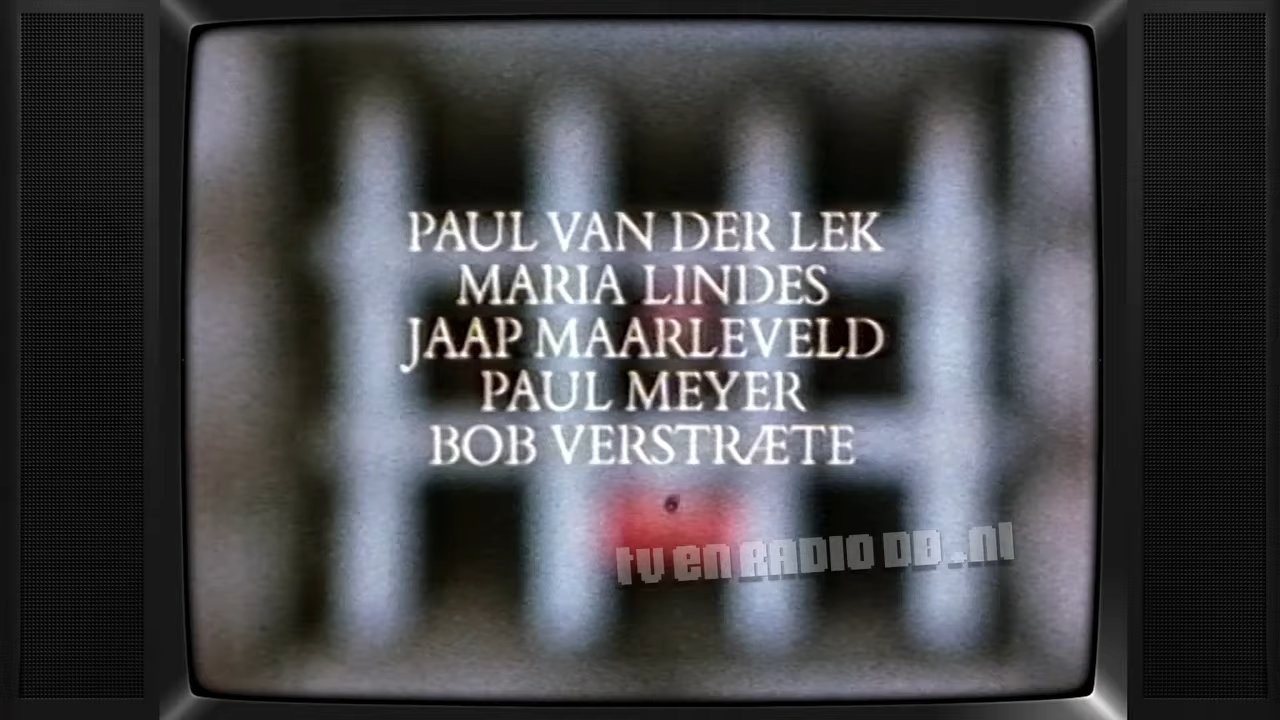 PAUL VAN DER LEK
MARIA LINDES
JAAP MAARLEVELD
PAUL MEYER
BOB VERSTRÆTE
tv en RADIO DB.nl